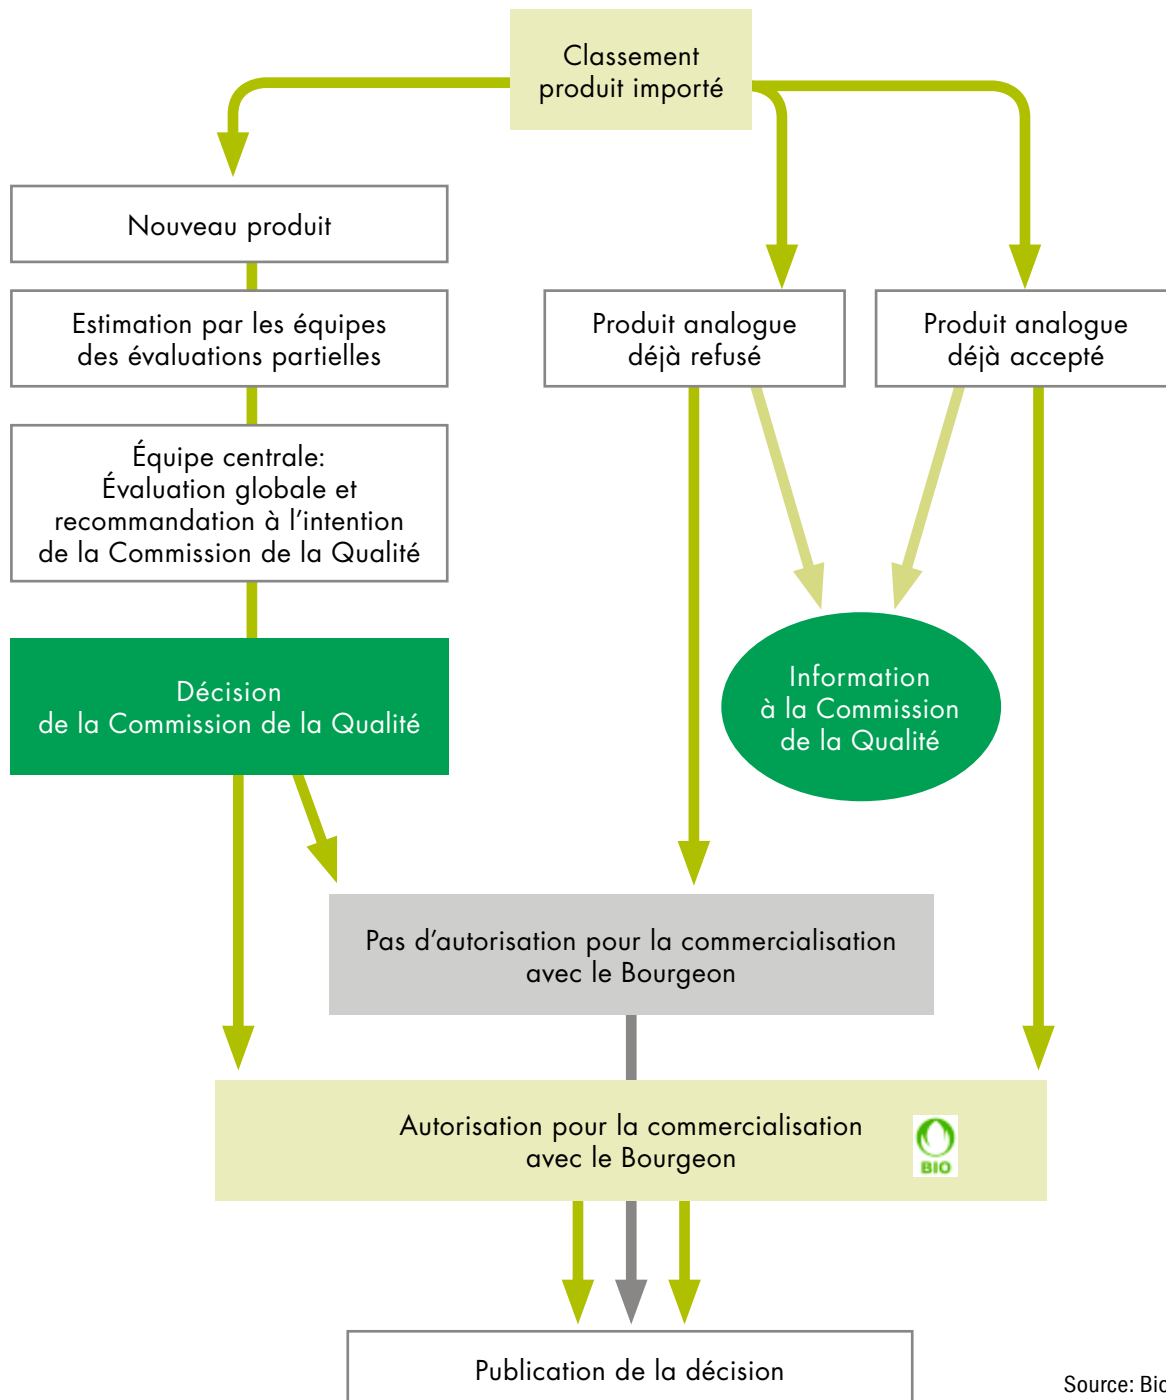 Classement
produit importé
Nouveau produit
Estimation par les équipes
des évaluations partielles
Produit analogue
déjà refusé
Produit analogue
déjà accepté
Équipe centrale:
Évaluation globale et
recommandation à l’intention
de la Commission de la Qualité
Décision
de la Commission de la Qualité
Information
à la Commission
de la Qualité
Pas d’autorisation pour la commercialisation
avec le Bourgeon
Autorisation pour la commercialisation
avec le Bourgeon
BIO
Publication de la décision
Source: Bio